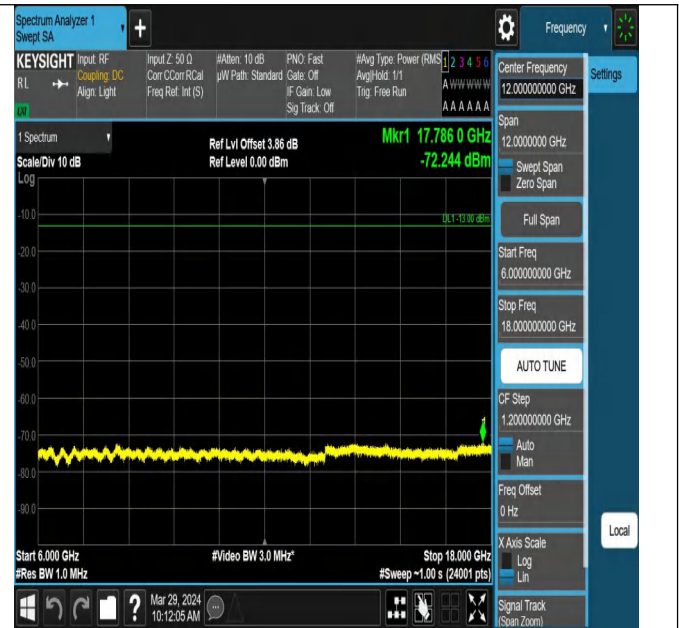 Spectrum Analyzer 1
Swept SA
Frequency
KEYSIGHT
Input: RF
Input Z: 50 Ω
#Atten: 10 dB
PNO: Fast
#Avg Type: Power (RMS
1 2 3 4 5 6
RL
Coupling: DC
Corr CCorr RCal
µW Path: Standard
Gate: Off
Avg|Hold: 1/1
Align: Light
Freq Ref: Int (S)
IF Gain: Low
Trig: Free Run
A W W W W W
Sig Track: Off
A A A A A A
LXI
1 Spectrum
Ref Lvl Offset 3.86 dB
Mkr1 17.786 0 GHz
Scale/Div 10 dB
Ref Level 0.00 dBm
-72.244 dBm
Log
DL1 -13.00 dBm
-10.0
-20.0
-30.0
-40.0
-50.0
-60.0
1
-70.0
-80.0
-90.0
Start 6.000 GHz
#Video BW 3.0 MHz*
Stop 18.000 GHz
#Res BW 1.0 MHz
#Sweep ~1.00 s (24001 pts)
?
Mar 29, 2024
10:12:05 AM
Center Frequency
12.000000000 GHz
Settings
Span
12.0000000 GHz
Swept Span
Zero Span
Full Span
Start Freq
6.000000000 GHz
Stop Freq
18.000000000 GHz
AUTO TUNE
CF Step
1.200000000 GHz
Auto
Man
Freq Offset
0 Hz
Local
X Axis Scale
Log
Lin
Signal Track
(Span Zoom)